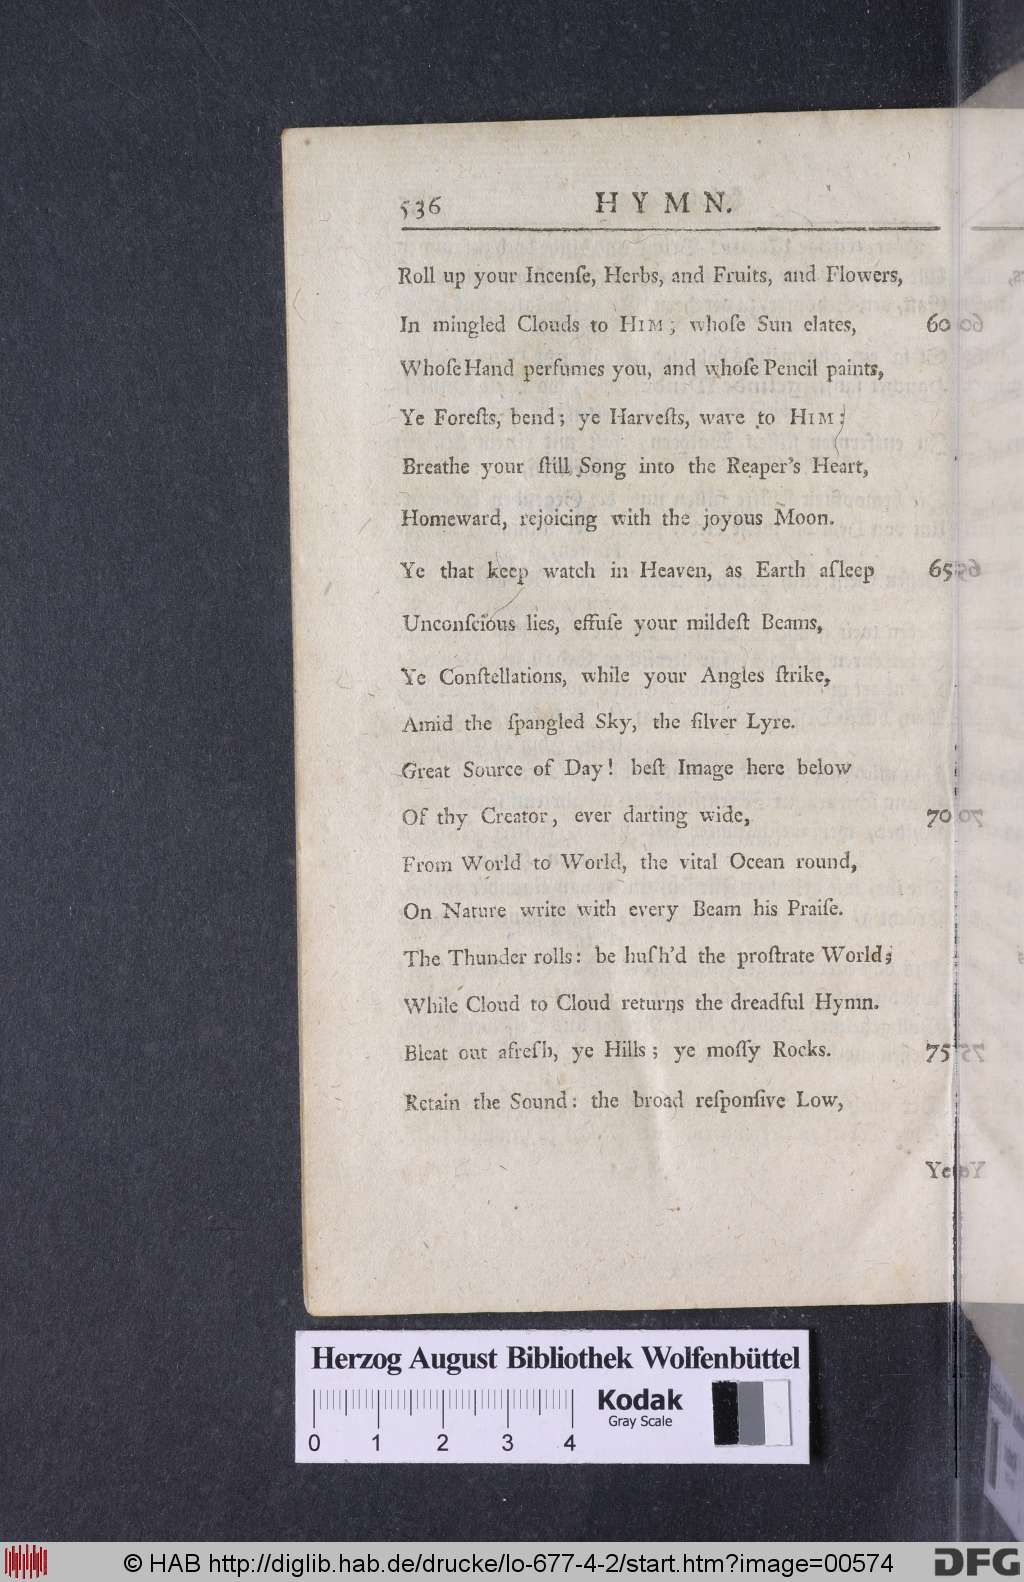 536 HYMN.
Roll up your Incenſe, Herbs, and Fruits, and Flowers,
In mingled Clouds to HIM; whoſe Sun elates, 60
Whoſe Hand perfumes you, and whoſe Pencil paints,
Ye Foreſts, bend; ye Harveſts, wave to HIM:
Breathe your ſtill Song into the Reaper's Heart,
Homeward, rejoicing with the joyous Moon.
Ye that keep watch in Heaven, as Earth aſleep 65
Unconſcious lies, effuſe your mildeſt Beams,
Ye Conſtellations, while your Angles ſtrike,
Amid the ſpangled Sky, the ſilver Lyre.
Great Source of Day! beſt Image here below
Of thy Creator, ever darting wide, 70
From World to World, the vital Ocean round,
On Nature write with every Beam his Praiſe.
The Thunder rolls: be huſh'd the proſtrate World;
While Cloud to Cloud returns the dreadful Hymn.
Bleat out afreſh, ye Hills; ye moſſy Rocks. 75
Retain the Sound: the broad reſponſive Low,
Ye
Herzog August Bibliothek Wolfenbüttel
Kodak
Gray Scale
0 1 2 3 4
© HAB http://diglib.hab.de/drucke/lo-677-4-2/start.htm?image=00574
DFG